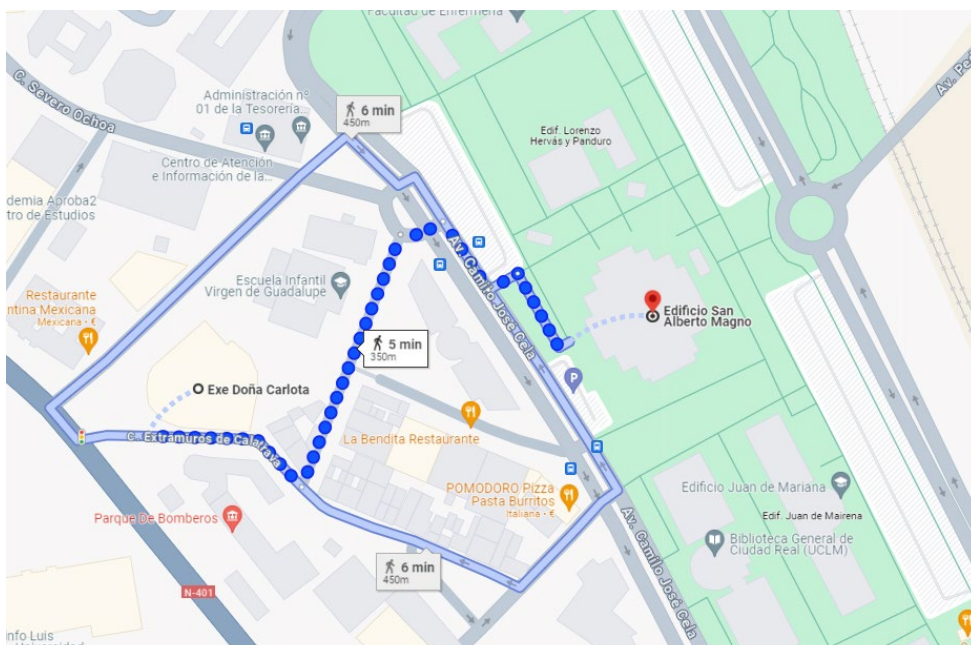 Facultad de Enfermería
C. Severo Ochoa
Administración nº
01 de la Tesorería...
6 min
450m
Av. Pe
Edif. Lorenzo
Hervás y Panduro
Centro de Atención
e Información de la...
demia Aproba2
tro de Estudios
Escuela Infantil
Virgen de Guadalupe
Av. Camilo José Cela
Restaurante
ntina Mexicana
Mexicana · €
Edificio San
Alberto Magno
5 min
350m
P
Exe Doña Carlota
C. Extramuros de Calatrava
La Bendita Restaurante
POMODORO Pizza
Pasta Burritos
Italiana · €
Edificio Juan de Mariana
Edif. Juan de Mairena
Parque De Bomberos
Av. Camilo José Cela
Biblioteca General de
Ciudad Real (UCLM)
6 min
450m
N-401
nfo Luis